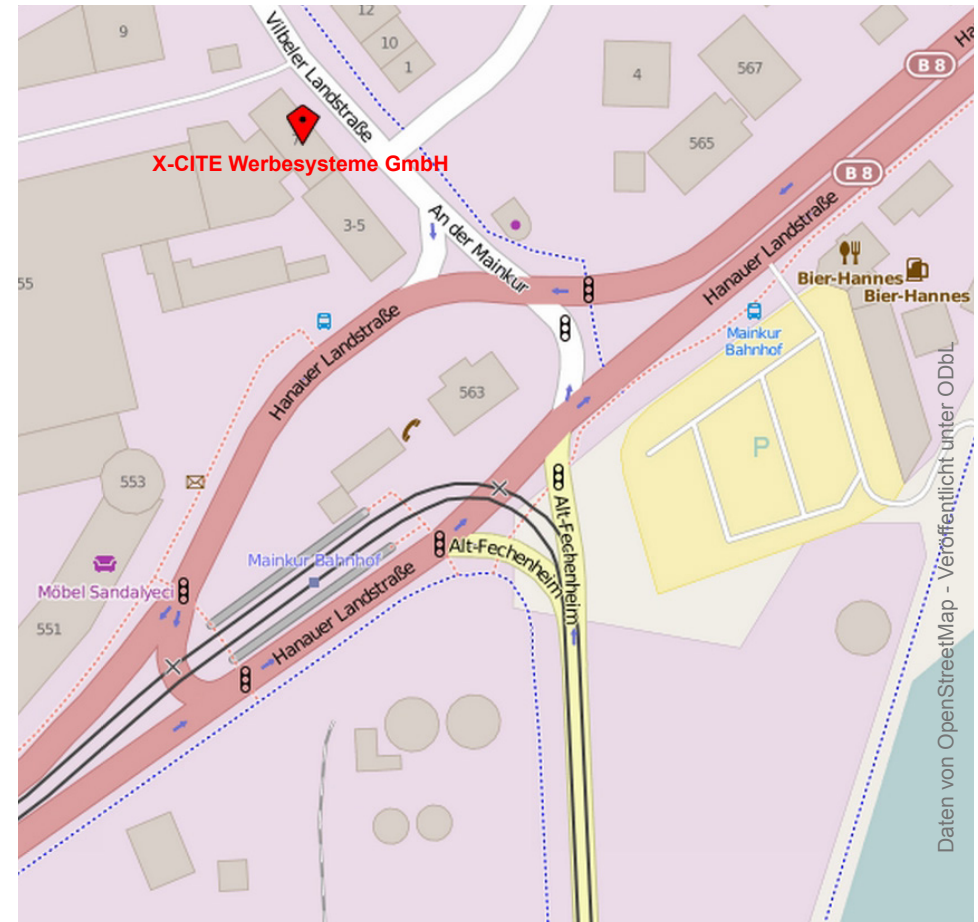 12
9
10
1
Vilbeler Landstraße
4
567
B 8
565
X-CITE Werbesysteme GmbH
B 8
3-5
An der Mainkur
Hanauer Landstraße
Bier-Hannes
Bier-Hannes
55
Mainkur
Bahnhof
Hanauer Landstraße
563
P
553
Alt-Fechenheim
Alt-Fechenheim
Mainkur Bahnhof
Möbel Sandalyeci
Hanauer Landstraße
551
Daten von OpenStreetMap - Veröffentlicht unter ODbL